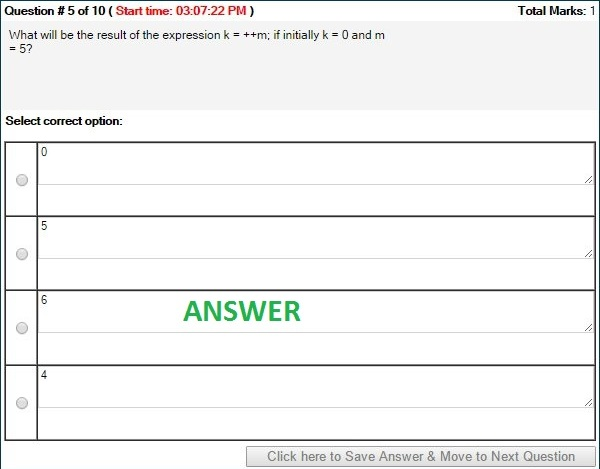 Question # 5 of 10 ( Start time: 03:07:22 PM ) Total Marks: 1
What will be the result of the expression k = ++m; if initially k = 0 and m
= 5?
Select correct option:
0
5
6
ANSWER
4
Click here to Save Answer & Move to Next Question